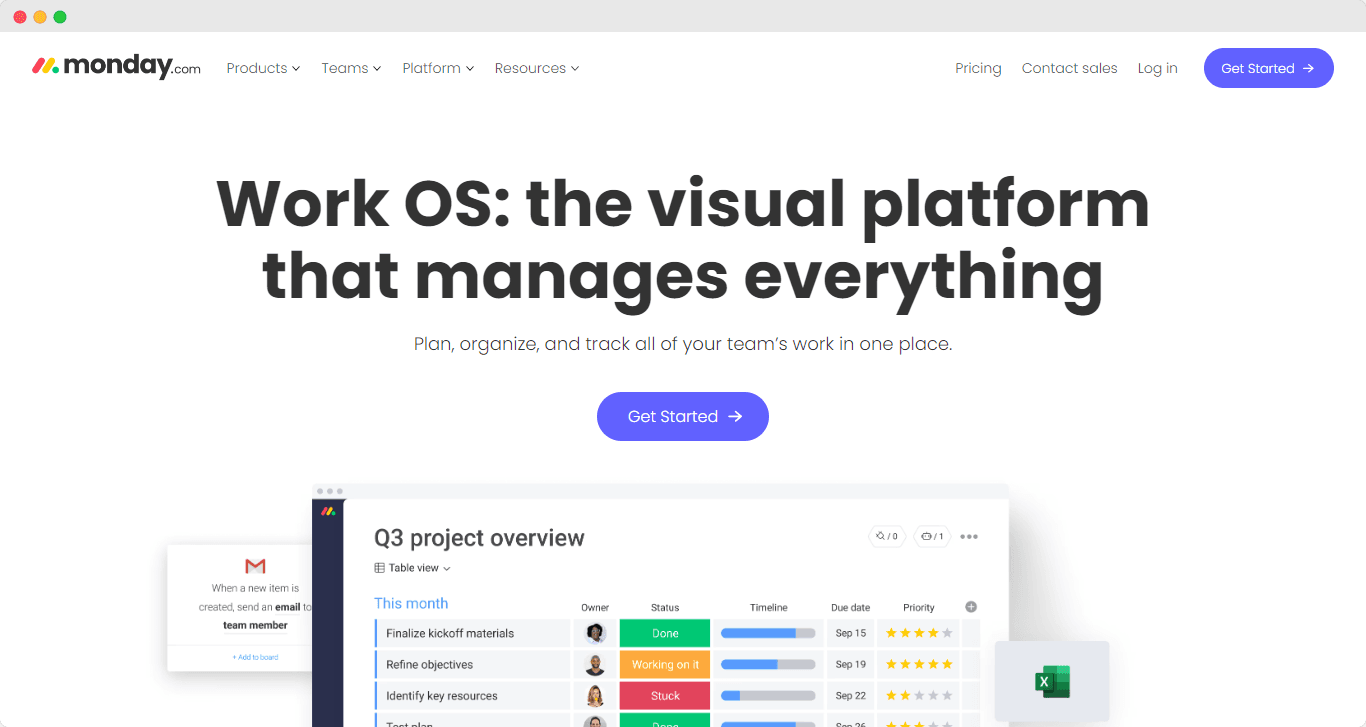 monday.com
Products
Teams
Platform
Resources
Pricing
Contact sales
Log in
Get Started
Work OS: the visual platform
that manages everything
Plan, organize, and track all of your team’s work in one place.
Get Started
Q3 project overview
/ 0
/ 1
Table view
When a new item is
created, send an email to
team member
+ Add to board
This month
Owner
Status
Timeline
Due date
Priority
Finalize kickoff materials
Done
Sep 15
Refine objectives
Working on it
Sep 19
Identify key resources
Stuck
Sep 22
Test plan
Done
Sep 26
X